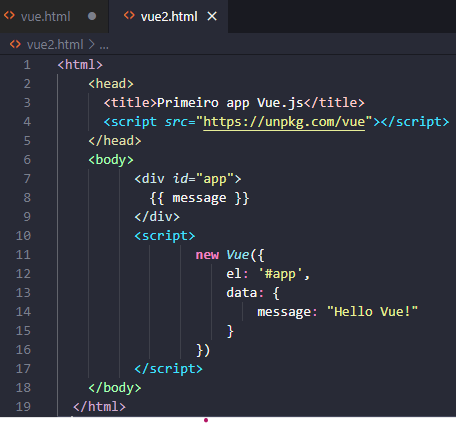 vue.html vue2.html
vue2.html > ...
1 <html>
2 <head>
3 <title>Primeiro app Vue.js</title>
4 <script src="https://unpkg.com/vue"></script>
5 </head>
6 <body>
7 <div id="app">
8 {{ message }}
9 </div>
10 <script>
11 new Vue({
12 el: '#app',
13 data: {
14 message: "Hello Vue!"
15 }
16 })
17 </script>
18 </body>
19 </html>